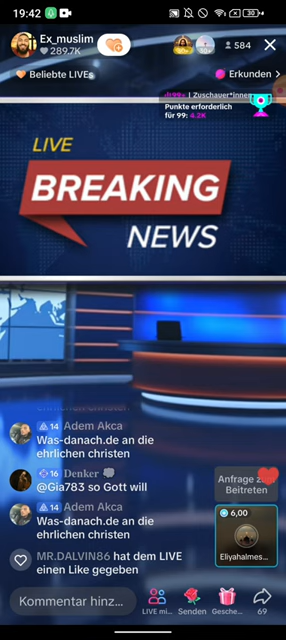 19:42
30
Ex_muslim
289.7K
30+
584
Beliebte LIVEs
Erkunden
| Zuschauer*innen
Punkte erforderlich
für 99: 4.2K
LIVE
BREAKING
NEWS
14 Adem Akca
Was-danach.de an die
ehrlichen christen
16 Denker
@Gia783 so Gott will
14 Adem Akca
Was-danach.de an die
ehrlichen christen
MR.DALVIN86 hat dem LIVE
einen Like gegeben
Anfrage zum
Beitreten
6,00
Eliyahalmes...
Kommentar hinz...
LIVE mi...
Senden
Gesche...
69